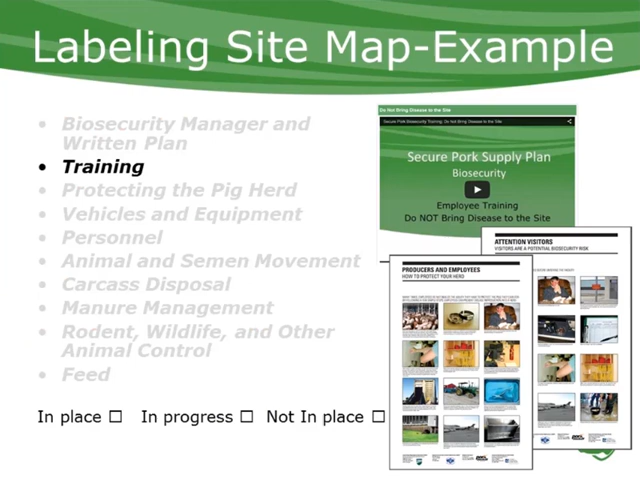 Labeling Site Map-Example
• Biosecurity Manager and
Written Plan
• Training
• Protecting the Pig Herd
• Vehicles and Equipment
• Personnel
• Animal and Semen Movement
• Carcass Disposal
• Manure Management
• Rodent, Wildlife, and Other
Animal Control
• Feed
In place ☐ In progress ☐ Not In place ☐
Do Not Bring Disease to the Site
Secure Pork Biosecurity Training: Do Not Bring Disease to the Site
Secure Pork Supply Plan
Biosecurity
Employee Training
Do NOT Bring Disease to the Site
ATTENTION VISITORS
VISITORS ARE A POTENTIAL BIOSECURITY RISK
PRODUCERS AND EMPLOYEES
HOW TO PROTECT YOUR HERD